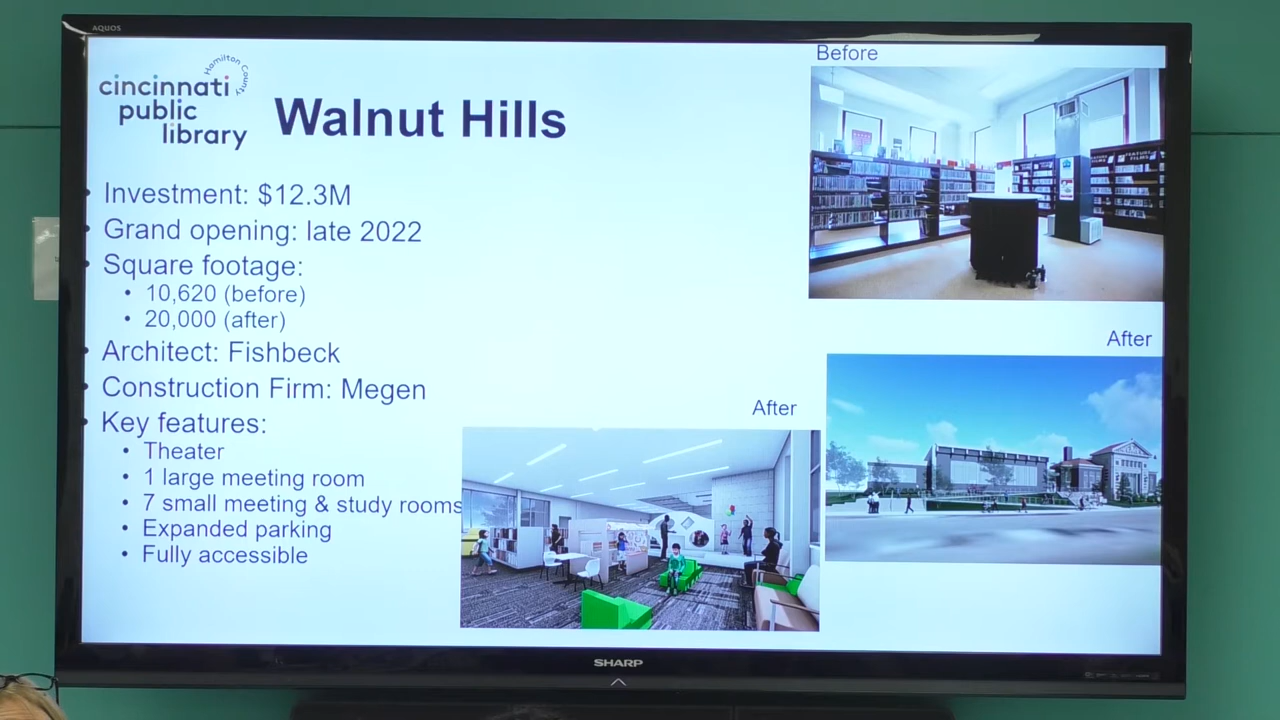 AQUOS
Hamilton County
cincinnati
public
library
Walnut Hills
• Investment: $12.3M
• Grand opening: late 2022
• Square footage:
• 10,620 (before)
• 20,000 (after)
• Architect: Fishbeck
• Construction Firm: Megen
• Key features:
• Theater
• 1 large meeting room
• 7 small meeting & study rooms
• Expanded parking
• Fully accessible
Before
FEATURE
FILMS
After
After
SHARP